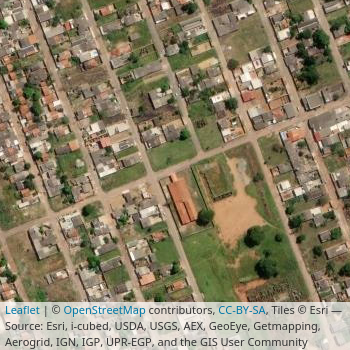 Leaflet | © OpenStreetMap contributors, CC-BY-SA, Tiles © Esri —
Source: Esri, i-cubed, USDA, USGS, AEX, GeoEye, Getmapping,
Aerogrid, IGN, IGP, UPR-EGP, and the GIS User Community